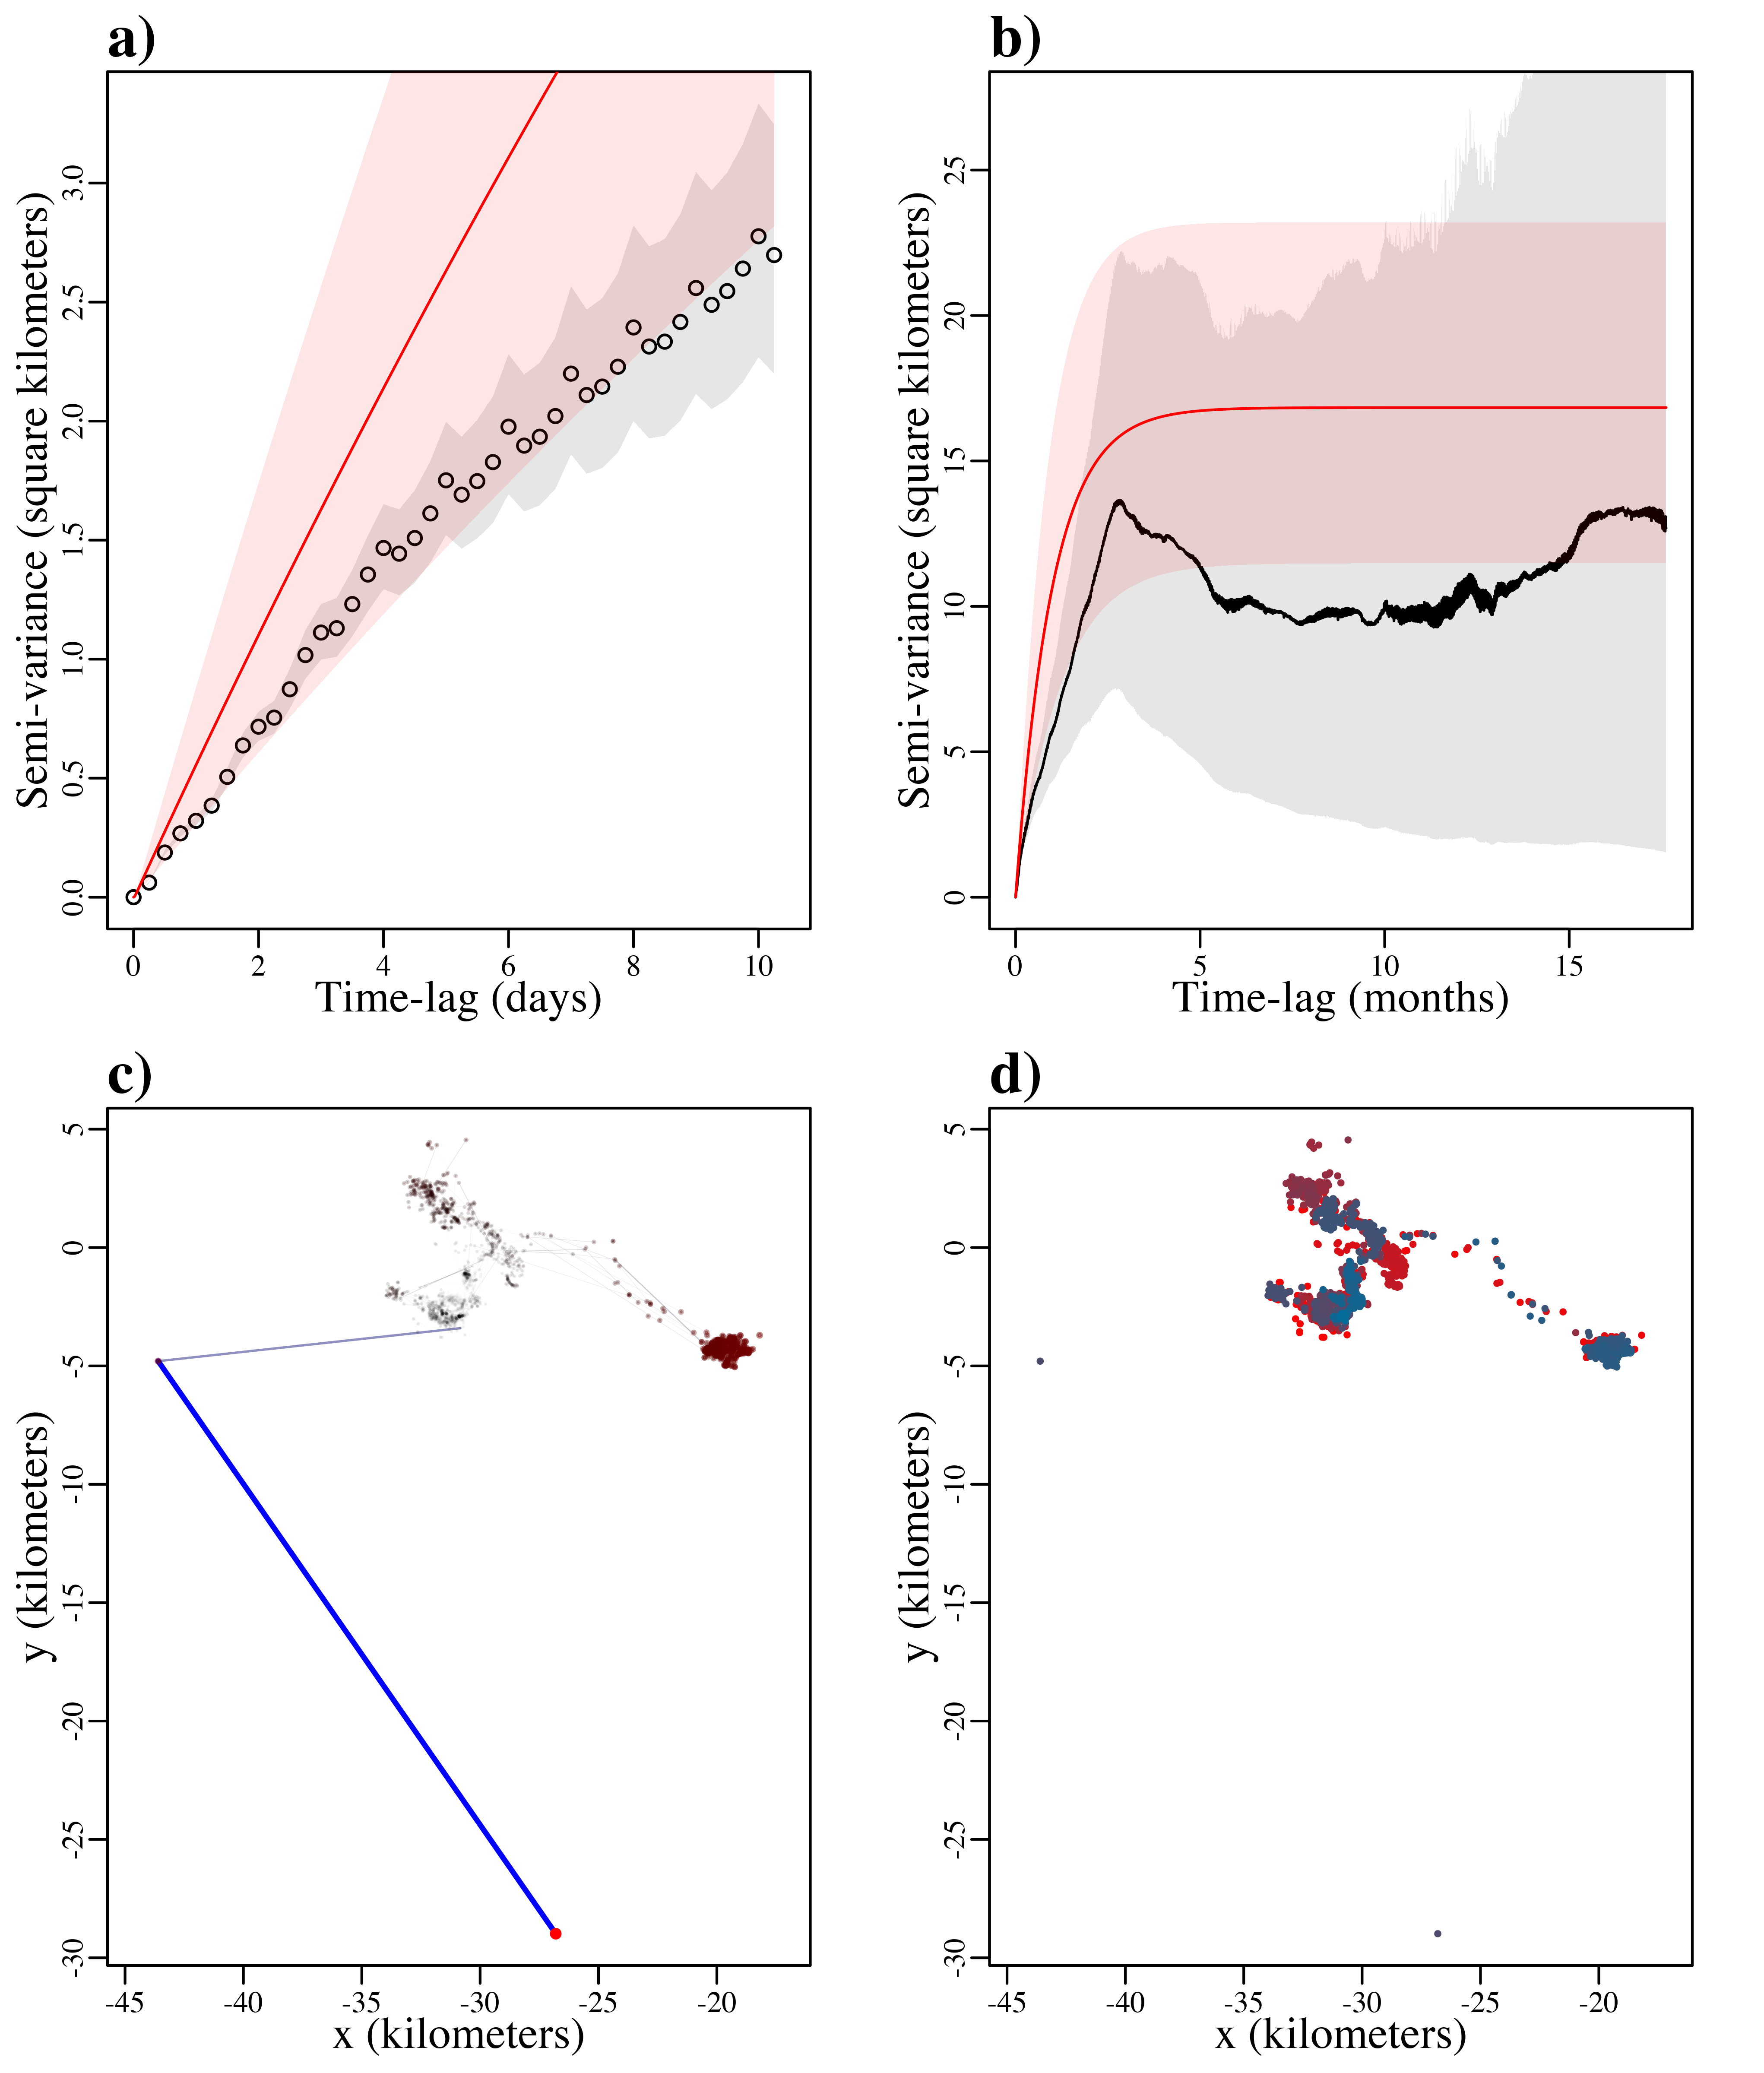 a)
Semi-variance (square kilometers)
0.0 0.5 1.0 1.5 2.0 2.5 3.0
0 2 4 6 8 10
Time-lag (days)
b)
Semi-variance (square kilometers)
0 5 10 15 20 25
0 5 10 15
Time-lag (months)
c)
y (kilometers)
-30 -25 -20 -15 -10 -5 0 5
-45 -40 -35 -30 -25 -20
x (kilometers)
d)
y (kilometers)
-30 -25 -20 -15 -10 -5 0 5
-45 -40 -35 -30 -25 -20
x (kilometers)